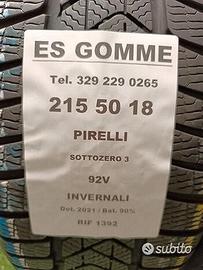 ES GOMME
Tel. 329 229 0265
215 50 18
PIRELLI
SOTTOZERO 3
92V
INVERNALI
Dot. 2021 / Bat. 90%
RIF 1392
subito